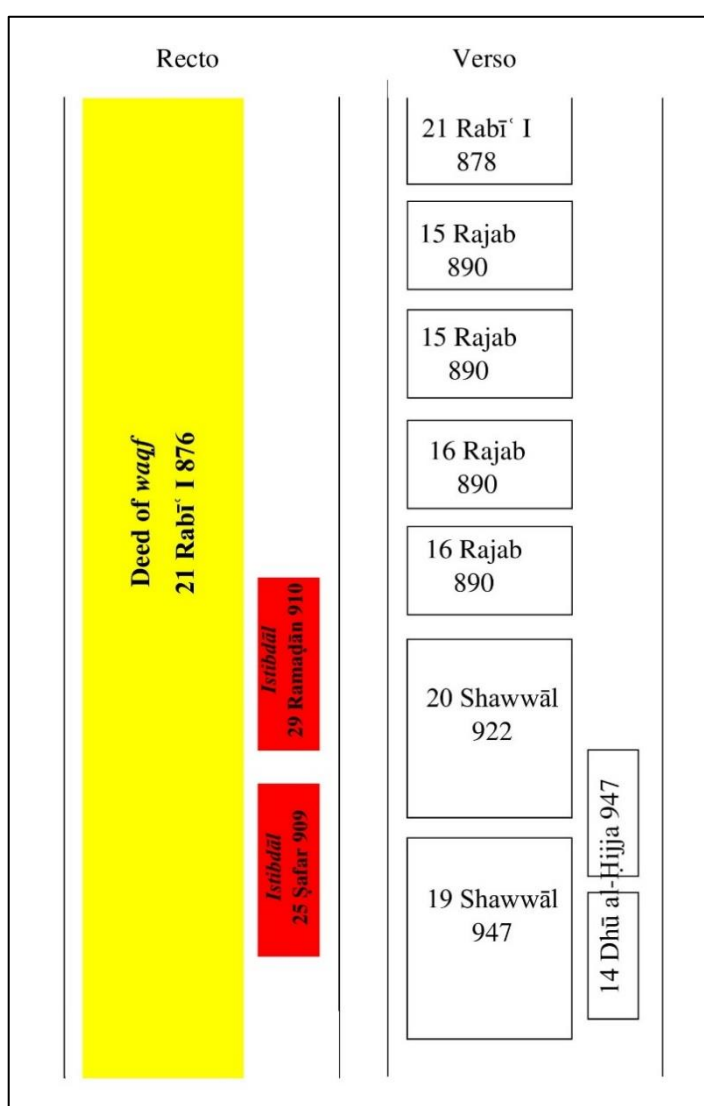 Recto
Verso
Deed of waqf
21 Rabīʿ I 876
Istibdāl
29 Ramaḍān 910
Istibdāl
25 Ṣafar 909
21 Rabīʿ I
878
15 Rajab
890
15 Rajab
890
16 Rajab
890
16 Rajab
890
20 Shawwāl
922
19 Shawwāl
947
14 Dhū al-Ḥijja 947